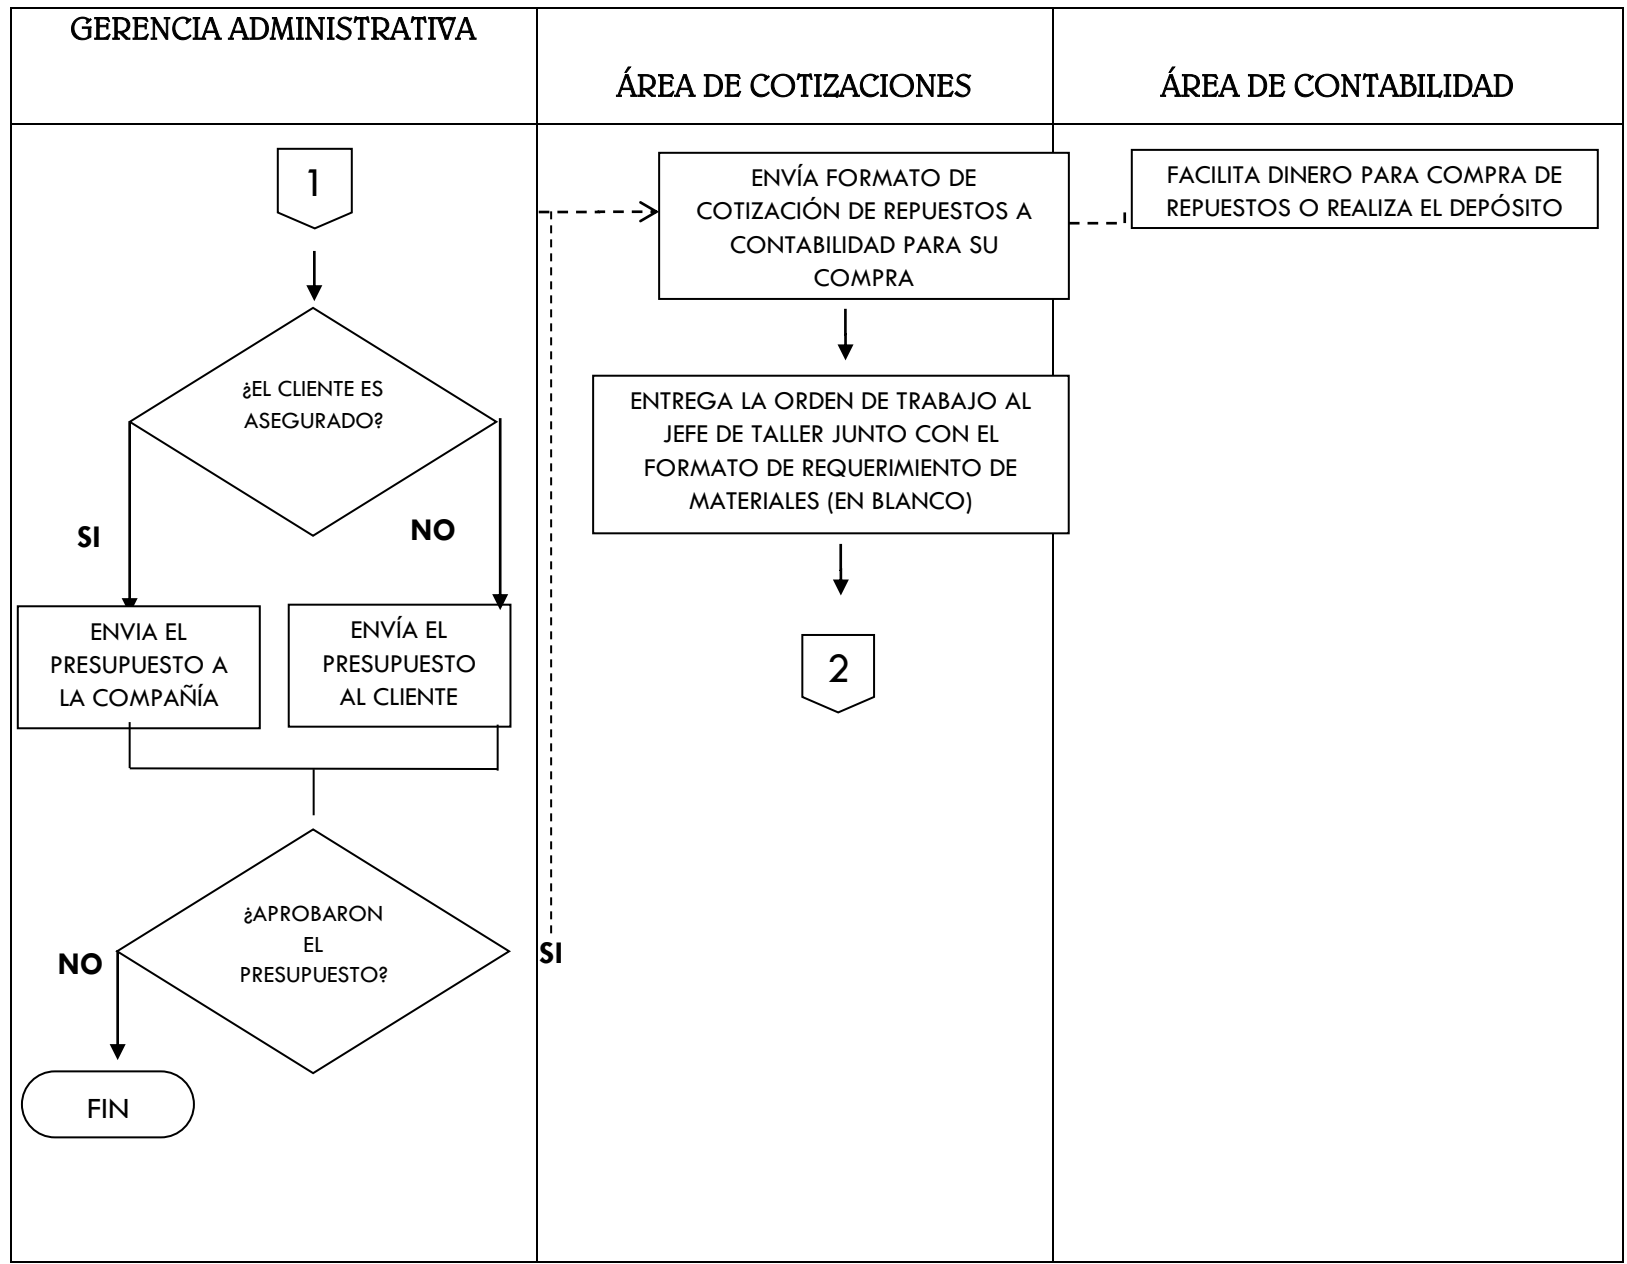 GERENCIA ADMINISTRATIVA
ÁREA DE COTIZACIONES
ÁREA DE CONTABILIDAD
1
¿EL CLIENTE ES
ASEGURADO?
SI
NO
ENVIA EL
PRESUPUESTO A
LA COMPAÑÍA
ENVÍA EL
PRESUPUESTO
AL CLIENTE
¿APROBARON
EL
PRESUPUESTO?
NO
SI
FIN
ENVÍA FORMATO DE
COTIZACIÓN DE REPUESTOS A
CONTABILIDAD PARA SU
COMPRA
ENTREGA LA ORDEN DE TRABAJO AL
JEFE DE TALLER JUNTO CON EL
FORMATO DE REQUERIMIENTO DE
MATERIALES (EN BLANCO)
2
FACILITA DINERO PARA COMPRA DE
REPUESTOS O REALIZA EL DEPÓSITO